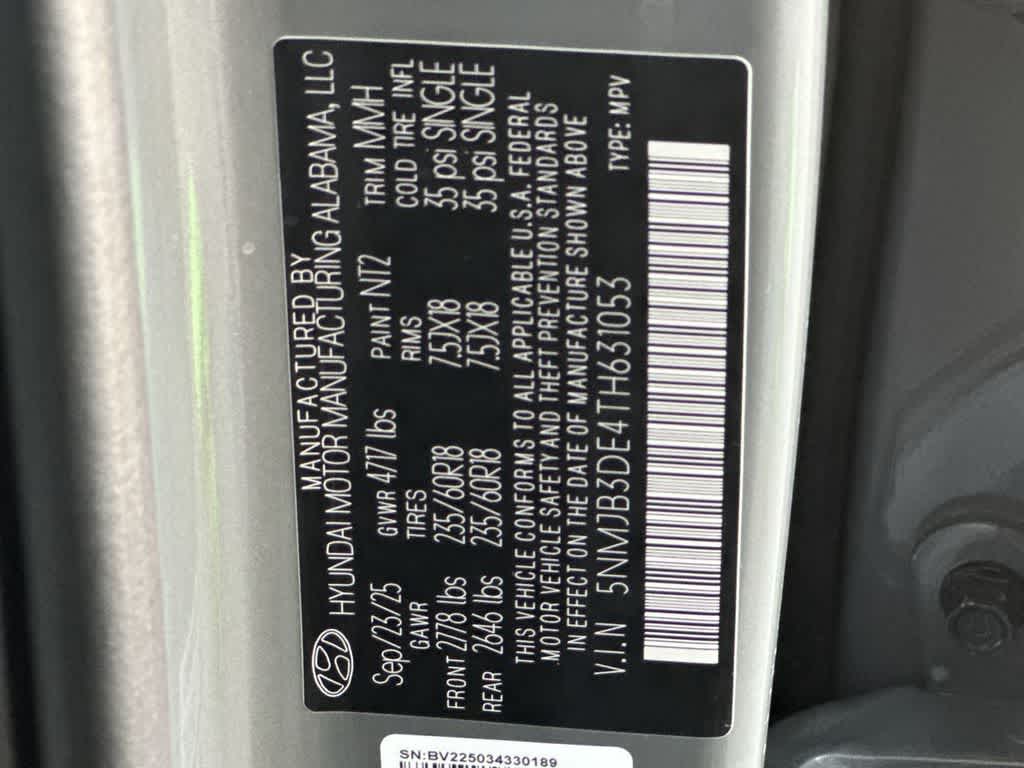 MANUFACTURED BY
HYUNDAI MOTOR MANUFACTURING ALABAMA, LLC
Sep/23/25 GVWR 4717 lbs PAINT NT2 TRIM MMH
GAWR TIRES RIMS COLD TIRE INFL
FRONT 2778 lbs 235/60R18 7.5X18 35 psi SINGLE
REAR 2646 lbs 235/60R18 7.5X18 35 psi SINGLE
THIS VEHICLE CONFORMS TO ALL APPLICABLE U.S.A. FEDERAL
MOTOR VEHICLE SAFETY AND THEFT PREVENTION STANDARDS
IN EFFECT ON THE DATE OF MANUFACTURE SHOWN ABOVE
V.I.N 5NMJB3DE4TH631053 TYPE: MPV
SN:BV225034330189